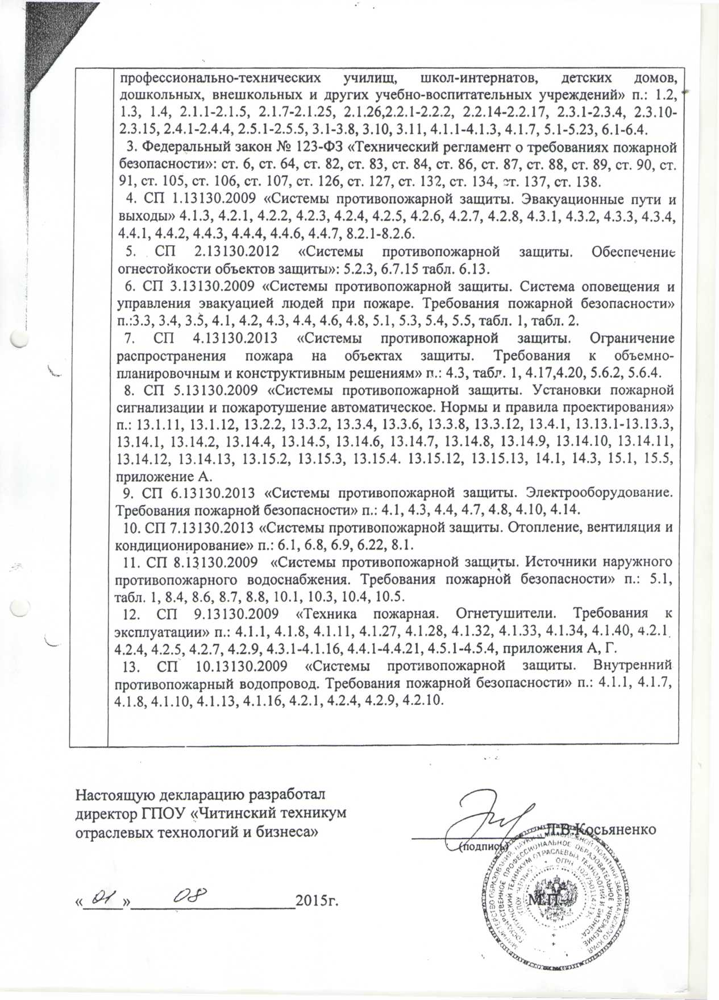 профессионально-технических училищ, школ-интернатов, детских домов,
дошкольных, внешкольных и других учебно-воспитательных учреждений» п.: 1.2,
1.3, 1.4, 2.1.1-2.1.5, 2.1.7-2.1.25, 2.1.26,2.2.1-2.2.2, 2.2.14-2.2.17, 2.3.1-2.3.4, 2.3.10-
2.3.15, 2.4.1-2.4.4, 2.5.1-2.5.5, 3.1-3.8, 3.10, 3.11, 4.1.1-4.1.3, 4.1.7, 5.1-5.23, 6.1-6.4.
3. Федеральный закон № 123-ФЗ «Технический регламент о требованиях пожарной
безопасности»: ст. 6, ст. 64, ст. 82, ст. 83, ст. 84, ст. 86, ст. 87, ст. 88, ст. 89, ст. 90, ст.
91, ст. 105, ст. 106, ст. 107, ст. 126, ст. 127, ст. 132, ст. 134, ст. 137, ст. 138.
4. СП 1.13130.2009 «Системы противопожарной защиты. Эвакуационные пути и
выходы» 4.1.3, 4.2.1, 4.2.2, 4.2.3, 4.2.4, 4.2.5, 4.2.6, 4.2.7, 4.2.8, 4.3.1, 4.3.2, 4.3.3, 4.3.4,
4.4.1, 4.4.2, 4.4.3, 4.4.4, 4.4.6, 4.4.7, 8.2.1-8.2.6.
5. СП 2.13130.2012 «Системы противопожарной защиты. Обеспечение
огнестойкости объектов защиты»: 5.2.3, 6.7.15 табл. 6.13.
6. СП 3.13130.2009 «Системы противопожарной защиты. Система оповещения и
управления эвакуацией людей при пожаре. Требования пожарной безопасности»
п.:3.3, 3.4, 3.5, 4.1, 4.2, 4.3, 4.4, 4.6, 4.8, 5.1, 5.3, 5.4, 5.5, табл. 1, табл. 2.
7. СП 4.13130.2013 «Системы противопожарной защиты. Ограничение
распространения пожара на объектах защиты. Требования к объемно-
планировочным и конструктивным решениям» п.: 4.3, табл. 1, 4.17,4.20, 5.6.2, 5.6.4.
8. СП 5.13130.2009 «Системы противопожарной защиты. Установки пожарной
сигнализации и пожаротушение автоматическое. Нормы и правила проектирования»
п.: 13.1.11, 13.1.12, 13.2.2, 13.3.2, 13.3.4, 13.3.6, 13.3.8, 13.3.12, 13.4.1, 13.13.1-13.13.3,
13.14.1, 13.14.2, 13.14.4, 13.14.5, 13.14.6, 13.14.7, 13.14.8, 13.14.9, 13.14.10, 13.14.11,
13.14.12, 13.14.13, 13.15.2, 13.15.3, 13.15.4. 13.15.12, 13.15.13, 14.1, 14.3, 15.1, 15.5,
приложение А.
9. СП 6.13130.2013 «Системы противопожарной защиты. Электрооборудование.
Требования пожарной безопасности» п.: 4.1, 4.3, 4.4, 4.7, 4.8, 4.10, 4.14.
10. СП 7.13130.2013 «Системы противопожарной защиты. Отопление, вентиляция и
кондиционирование» п.: 6.1, 6.8, 6.9, 6.22, 8.1.
11. СП 8.13130.2009 «Системы противопожарной защиты. Источники наружного
противопожарного водоснабжения. Требования пожарной безопасности» п.: 5.1,
табл. 1, 8.4, 8.6, 8.7, 8.8, 10.1, 10.3, 10.4, 10.5.
12. СП 9.13130.2009 «Техника пожарная. Огнетушители. Требования к
эксплуатации» п.: 4.1.1, 4.1.8, 4.1.11, 4.1.27, 4.1.28, 4.1.32, 4.1.33, 4.1.34, 4.1.40, 4.2.1,
4.2.4, 4.2.5, 4.2.7, 4.2.9, 4.3.1-4.1.16, 4.4.1-4.4.21, 4.5.1-4.5.4, приложения А, Г.
13. СП 10.13130.2009 «Системы противопожарной защиты. Внутренний
противопожарный водопровод. Требования пожарной безопасности» п.: 4.1.1, 4.1.7,
4.1.8, 4.1.10, 4.1.13, 4.1.16, 4.2.1, 4.2.4, 4.2.9, 4.2.10.
Настоящую декларацию разработал
директор ГПОУ «Читинский техникум
отраслевых технологий и бизнеса»
Л.В.Косьяненко
(подпись)
«01» 08 2015г.
М.П.
МИНИСТЕРСТВО ОБРАЗОВАНИЯ, НАУКИ И МОЛОДЕЖНОЙ ПОЛИТИКИ ЗАБАЙКАЛЬСКОГО КРАЯ
ГОСУДАРСТВЕННОЕ ПРОФЕССИОНАЛЬНОЕ ОБРАЗОВАТЕЛЬНОЕ УЧРЕЖДЕНИЕ
"ЧИТИНСКИЙ ТЕХНИКУМ ОТРАСЛЕВЫХ ТЕХНОЛОГИЙ И БИЗНЕСА"